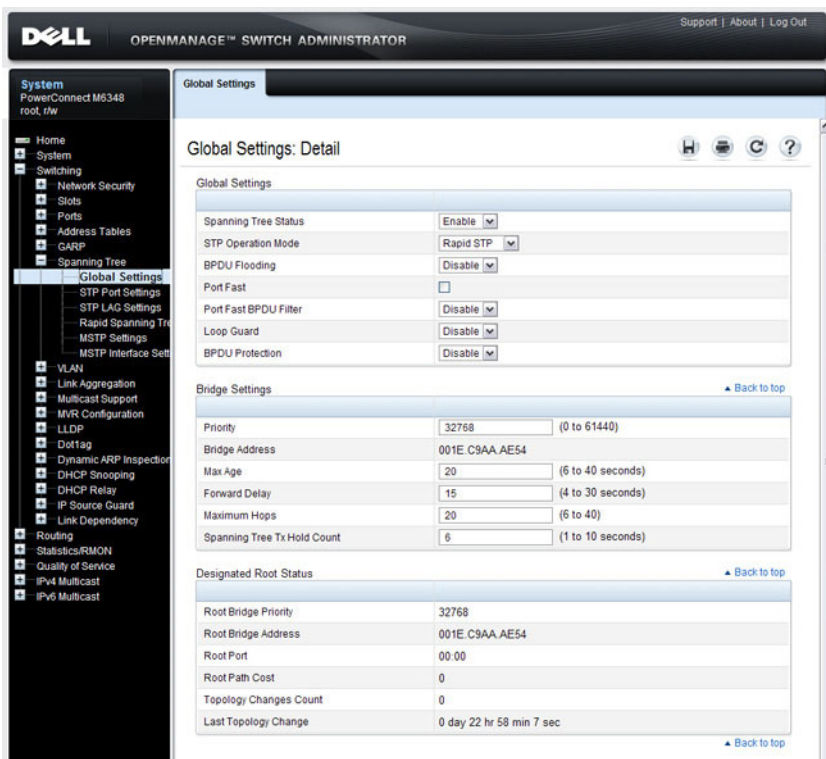 Support | About | Log Out
DELL OPENMANAGE™ SWITCH ADMINISTRATOR
System
PowerConnect M6348
root, r/w
Home
System
Switching
Network Security
Slots
Ports
Address Tables
GARP
Spanning Tree
Global Settings
STP Port Settings
STP LAG Settings
Rapid Spanning Tre
MSTP Settings
MSTP Interface Sett
VLAN
Link Aggregation
Multicast Support
MVR Configuration
LLDP
Dot1ag
Dynamic ARP Inspection
DHCP Snooping
DHCP Relay
IP Source Guard
Link Dependency
Routing
Statistics/RMON
Quality of Service
IPv4 Multicast
IPv6 Multicast
Global Settings
Global Settings: Detail
Global Settings
Spanning Tree Status Enable
STP Operation Mode Rapid STP
BPDU Flooding Disable
Port Fast
Port Fast BPDU Filter Disable
Loop Guard Disable
BPDU Protection Disable
Bridge Settings Back to top
Priority 32768 (0 to 61440)
Bridge Address 001E.C9AA.AE54
Max Age 20 (6 to 40 seconds)
Forward Delay 15 (4 to 30 seconds)
Maximum Hops 20 (6 to 40)
Spanning Tree Tx Hold Count 6 (1 to 10 seconds)
Designated Root Status Back to top
Root Bridge Priority 32768
Root Bridge Address 001E.C9AA.AE54
Root Port 00:00
Root Path Cost 0
Topology Changes Count 0
Last Topology Change 0 day 22 hr 58 min 7 sec
Back to top